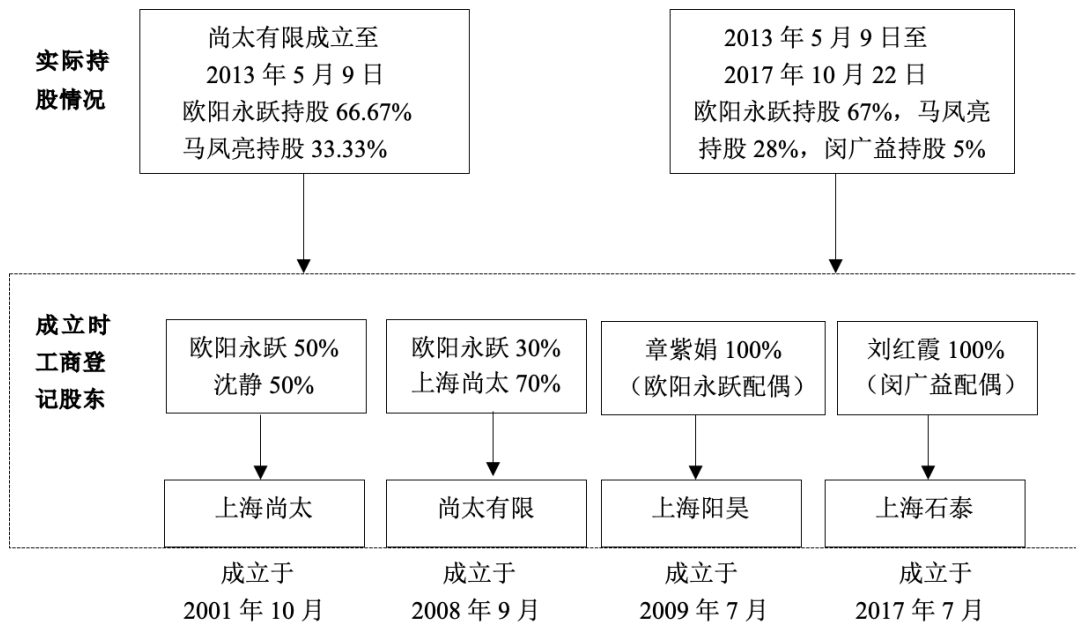 实际持
股情况
尚太有限成立至
2013 年 5 月 9 日
欧阳永跃持股 66.67%
马凤亮持股 33.33%
2013 年 5 月 9 日至
2017 年 10 月 22 日
欧阳永跃持股 67%，马凤亮
持股 28%，闵广益持股 5%
成立时
工商登
记股东
欧阳永跃 50%
沈静 50%
欧阳永跃 30%
上海尚太 70%
章紫娟 100%
（欧阳永跃配偶）
刘红霞 100%
（闵广益配偶）
上海尚太
尚太有限
上海阳昊
上海石泰
成立于
2001 年 10 月
成立于
2008 年 9 月
成立于
2009 年 7 月
成立于
2017 年 7 月